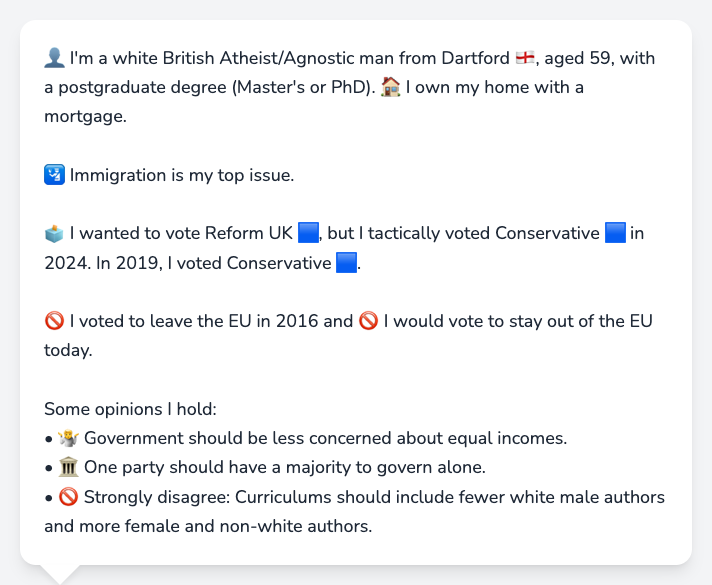 👤 I'm a white British Atheist/Agnostic man from Dartford 🏴󠁧󠁢󠁥󠁮󠁧󠁿, aged 59, with
a postgraduate degree (Master's or PhD). 🏠 I own my home with a
mortgage.
🛂 Immigration is my top issue.
🗳️ I wanted to vote Reform UK 🟦, but I tactically voted Conservative 🟦 in
2024. In 2019, I voted Conservative 🟦.
🚫 I voted to leave the EU in 2016 and 🚫 I would vote to stay out of the EU
today.
Some opinions I hold:
• 🤷 Government should be less concerned about equal incomes.
• 🏛️ One party should have a majority to govern alone.
• 🚫 Strongly disagree: Curriculums should include fewer white male authors
and more female and non-white authors.